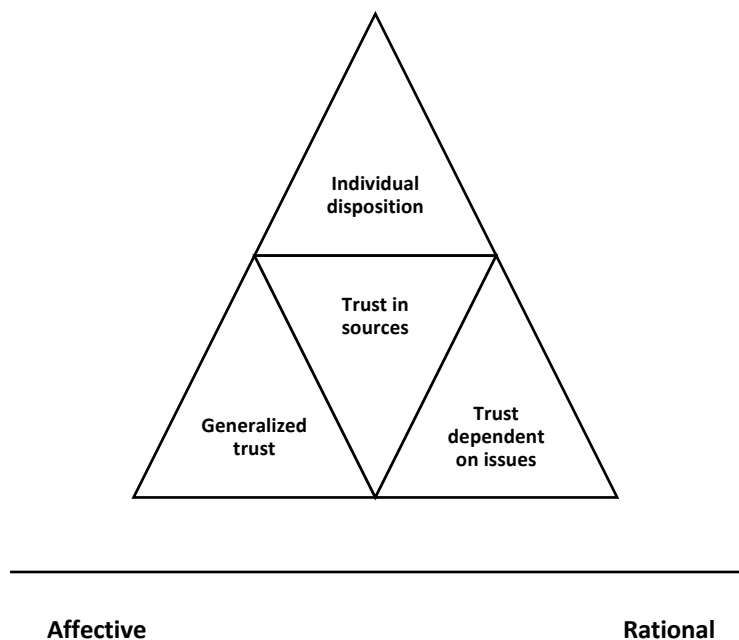 Individual
disposition
Trust in
sources
Generalized
trust
Trust
dependent
on issues
Affective
Rational